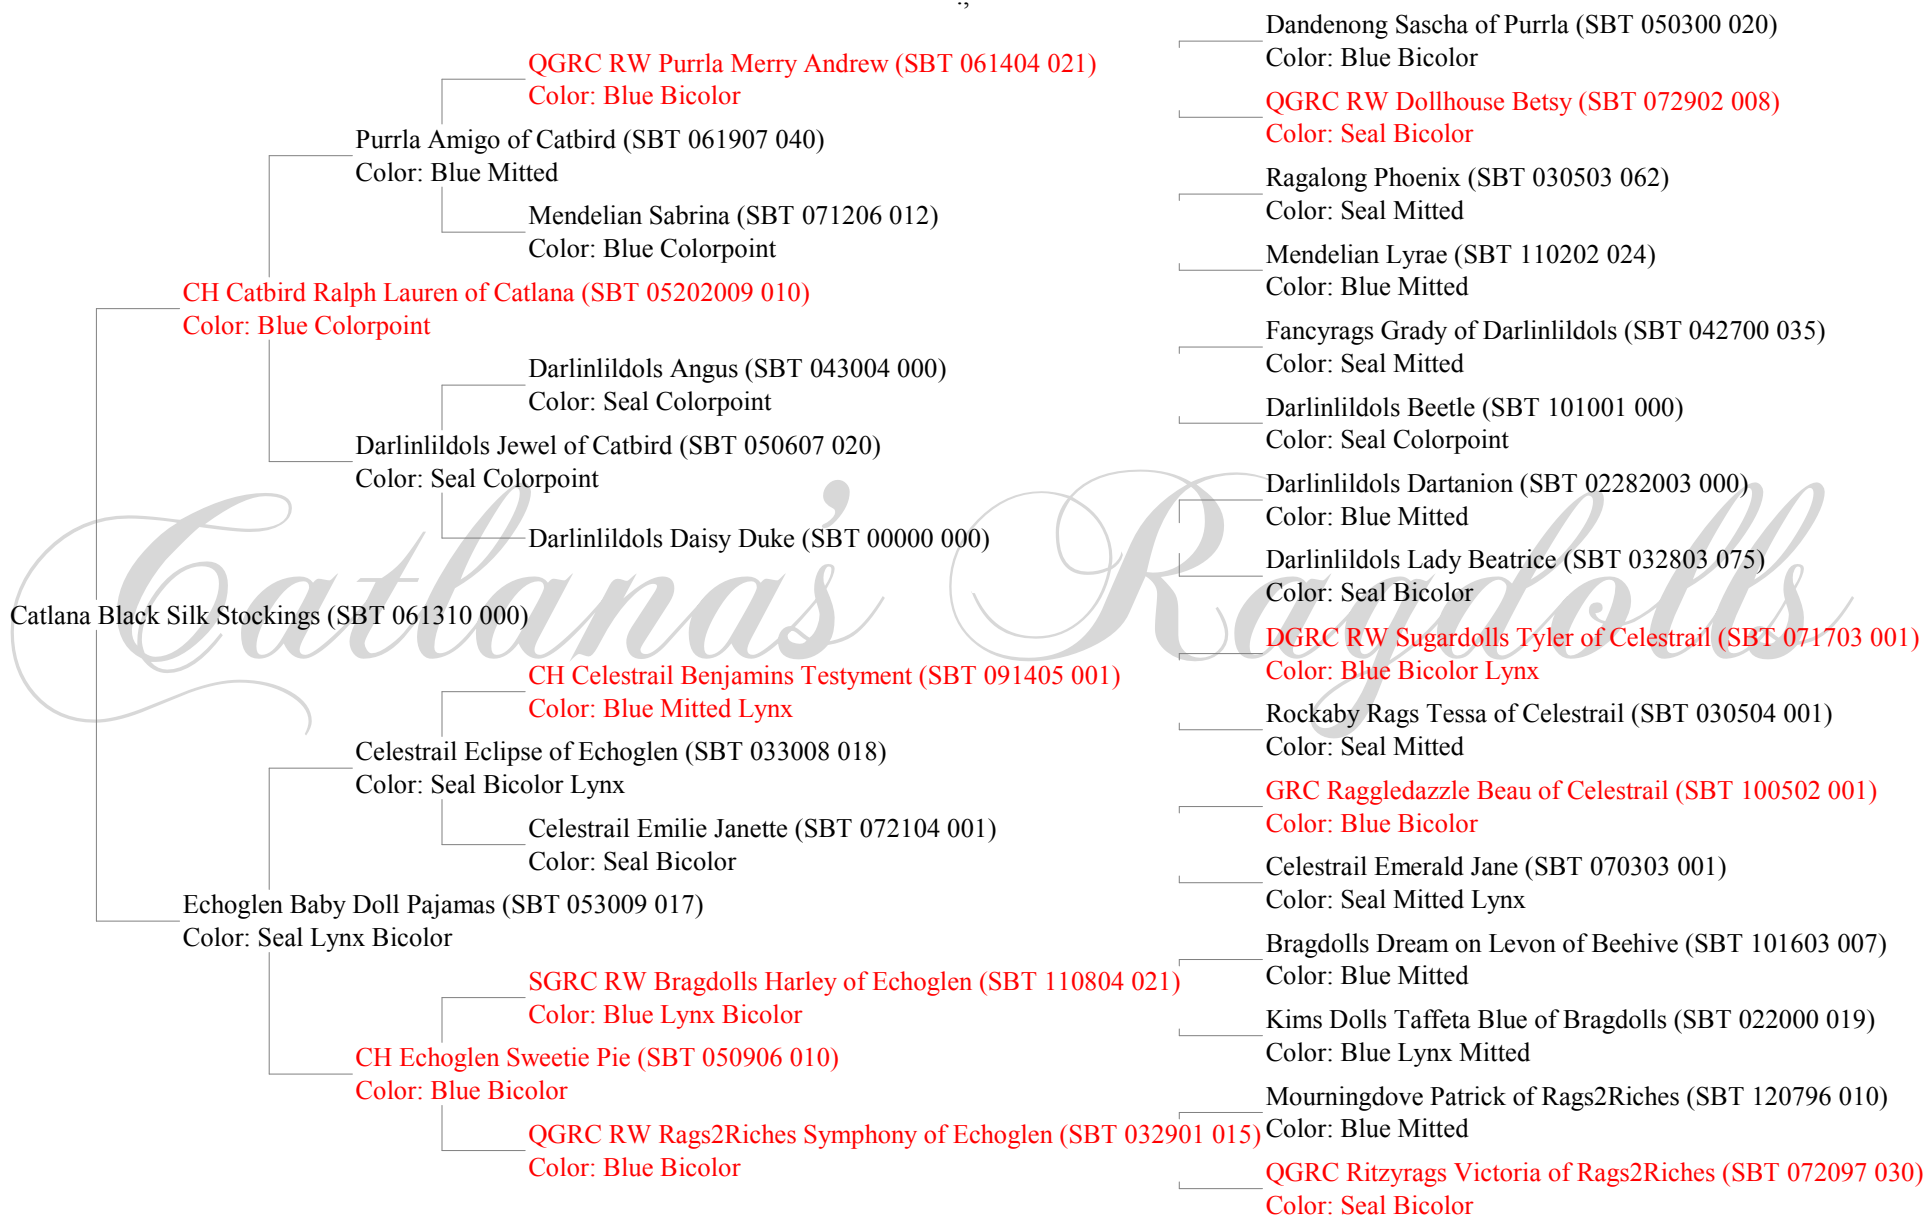 Dandenong Sascha of Purrla (SBT 050300 020)
Color: Blue Bicolor
QGRC RW Purrla Merry Andrew (SBT 061404 021)
Color: Blue Bicolor
QGRC RW Dollhouse Betsy (SBT 072902 008)
Color: Seal Bicolor
Purrla Amigo of Catbird (SBT 061907 040)
Color: Blue Mitted
Ragalong Phoenix (SBT 030503 062)
Color: Seal Mitted
Mendelian Sabrina (SBT 071206 012)
Color: Blue Colorpoint
Mendelian Lyrae (SBT 110202 024)
Color: Blue Mitted
CH Catbird Ralph Lauren of Catlana (SBT 05202009 010)
Color: Blue Colorpoint
Fancyrags Grady of Darlinlildols (SBT 042700 035)
Color: Seal Mitted
Darlinlildols Angus (SBT 043004 000)
Color: Seal Colorpoint
Darlinlildols Beetle (SBT 101001 000)
Color: Seal Colorpoint
Darlinlildols Jewel of Catbird (SBT 050607 020)
Color: Seal Colorpoint
Darlinlildols Dartanion (SBT 02282003 000)
Color: Blue Mitted
Darlinlildols Daisy Duke (SBT 00000 000)
Darlinlildols Lady Beatrice (SBT 032803 075)
Color: Seal Bicolor
Catlana's Ragdolls
Catlana Black Silk Stockings (SBT 061310 000)
DGRC RW Sugardolls Tyler of Celestrail (SBT 071703 001)
Color: Blue Bicolor Lynx
CH Celestrail Benjamins Testyment (SBT 091405 001)
Color: Blue Mitted Lynx
Rockaby Rags Tessa of Celestrail (SBT 030504 001)
Color: Seal Mitted
Celestrail Eclipse of Echoglen (SBT 033008 018)
Color: Seal Bicolor Lynx
GRC Raggledazzle Beau of Celestrail (SBT 100502 001)
Color: Blue Bicolor
Celestrail Emilie Janette (SBT 072104 001)
Color: Seal Bicolor
Celestrail Emerald Jane (SBT 070303 001)
Color: Seal Mitted Lynx
Echoglen Baby Doll Pajamas (SBT 053009 017)
Color: Seal Lynx Bicolor
Bragdolls Dream on Levon of Beehive (SBT 101603 007)
Color: Blue Mitted
SGRC RW Bragdolls Harley of Echoglen (SBT 110804 021)
Color: Blue Lynx Bicolor
Kims Dolls Taffeta Blue of Bragdolls (SBT 022000 019)
Color: Blue Lynx Mitted
CH Echoglen Sweetie Pie (SBT 050906 010)
Color: Blue Bicolor
Mourningdove Patrick of Rags2Riches (SBT 120796 010)
Color: Blue Mitted
QGRC RW Rags2Riches Symphony of Echoglen (SBT 032901 015)
Color: Blue Bicolor
QGRC Ritzyrags Victoria of Rags2Riches (SBT 072097 030)
Color: Seal Bicolor